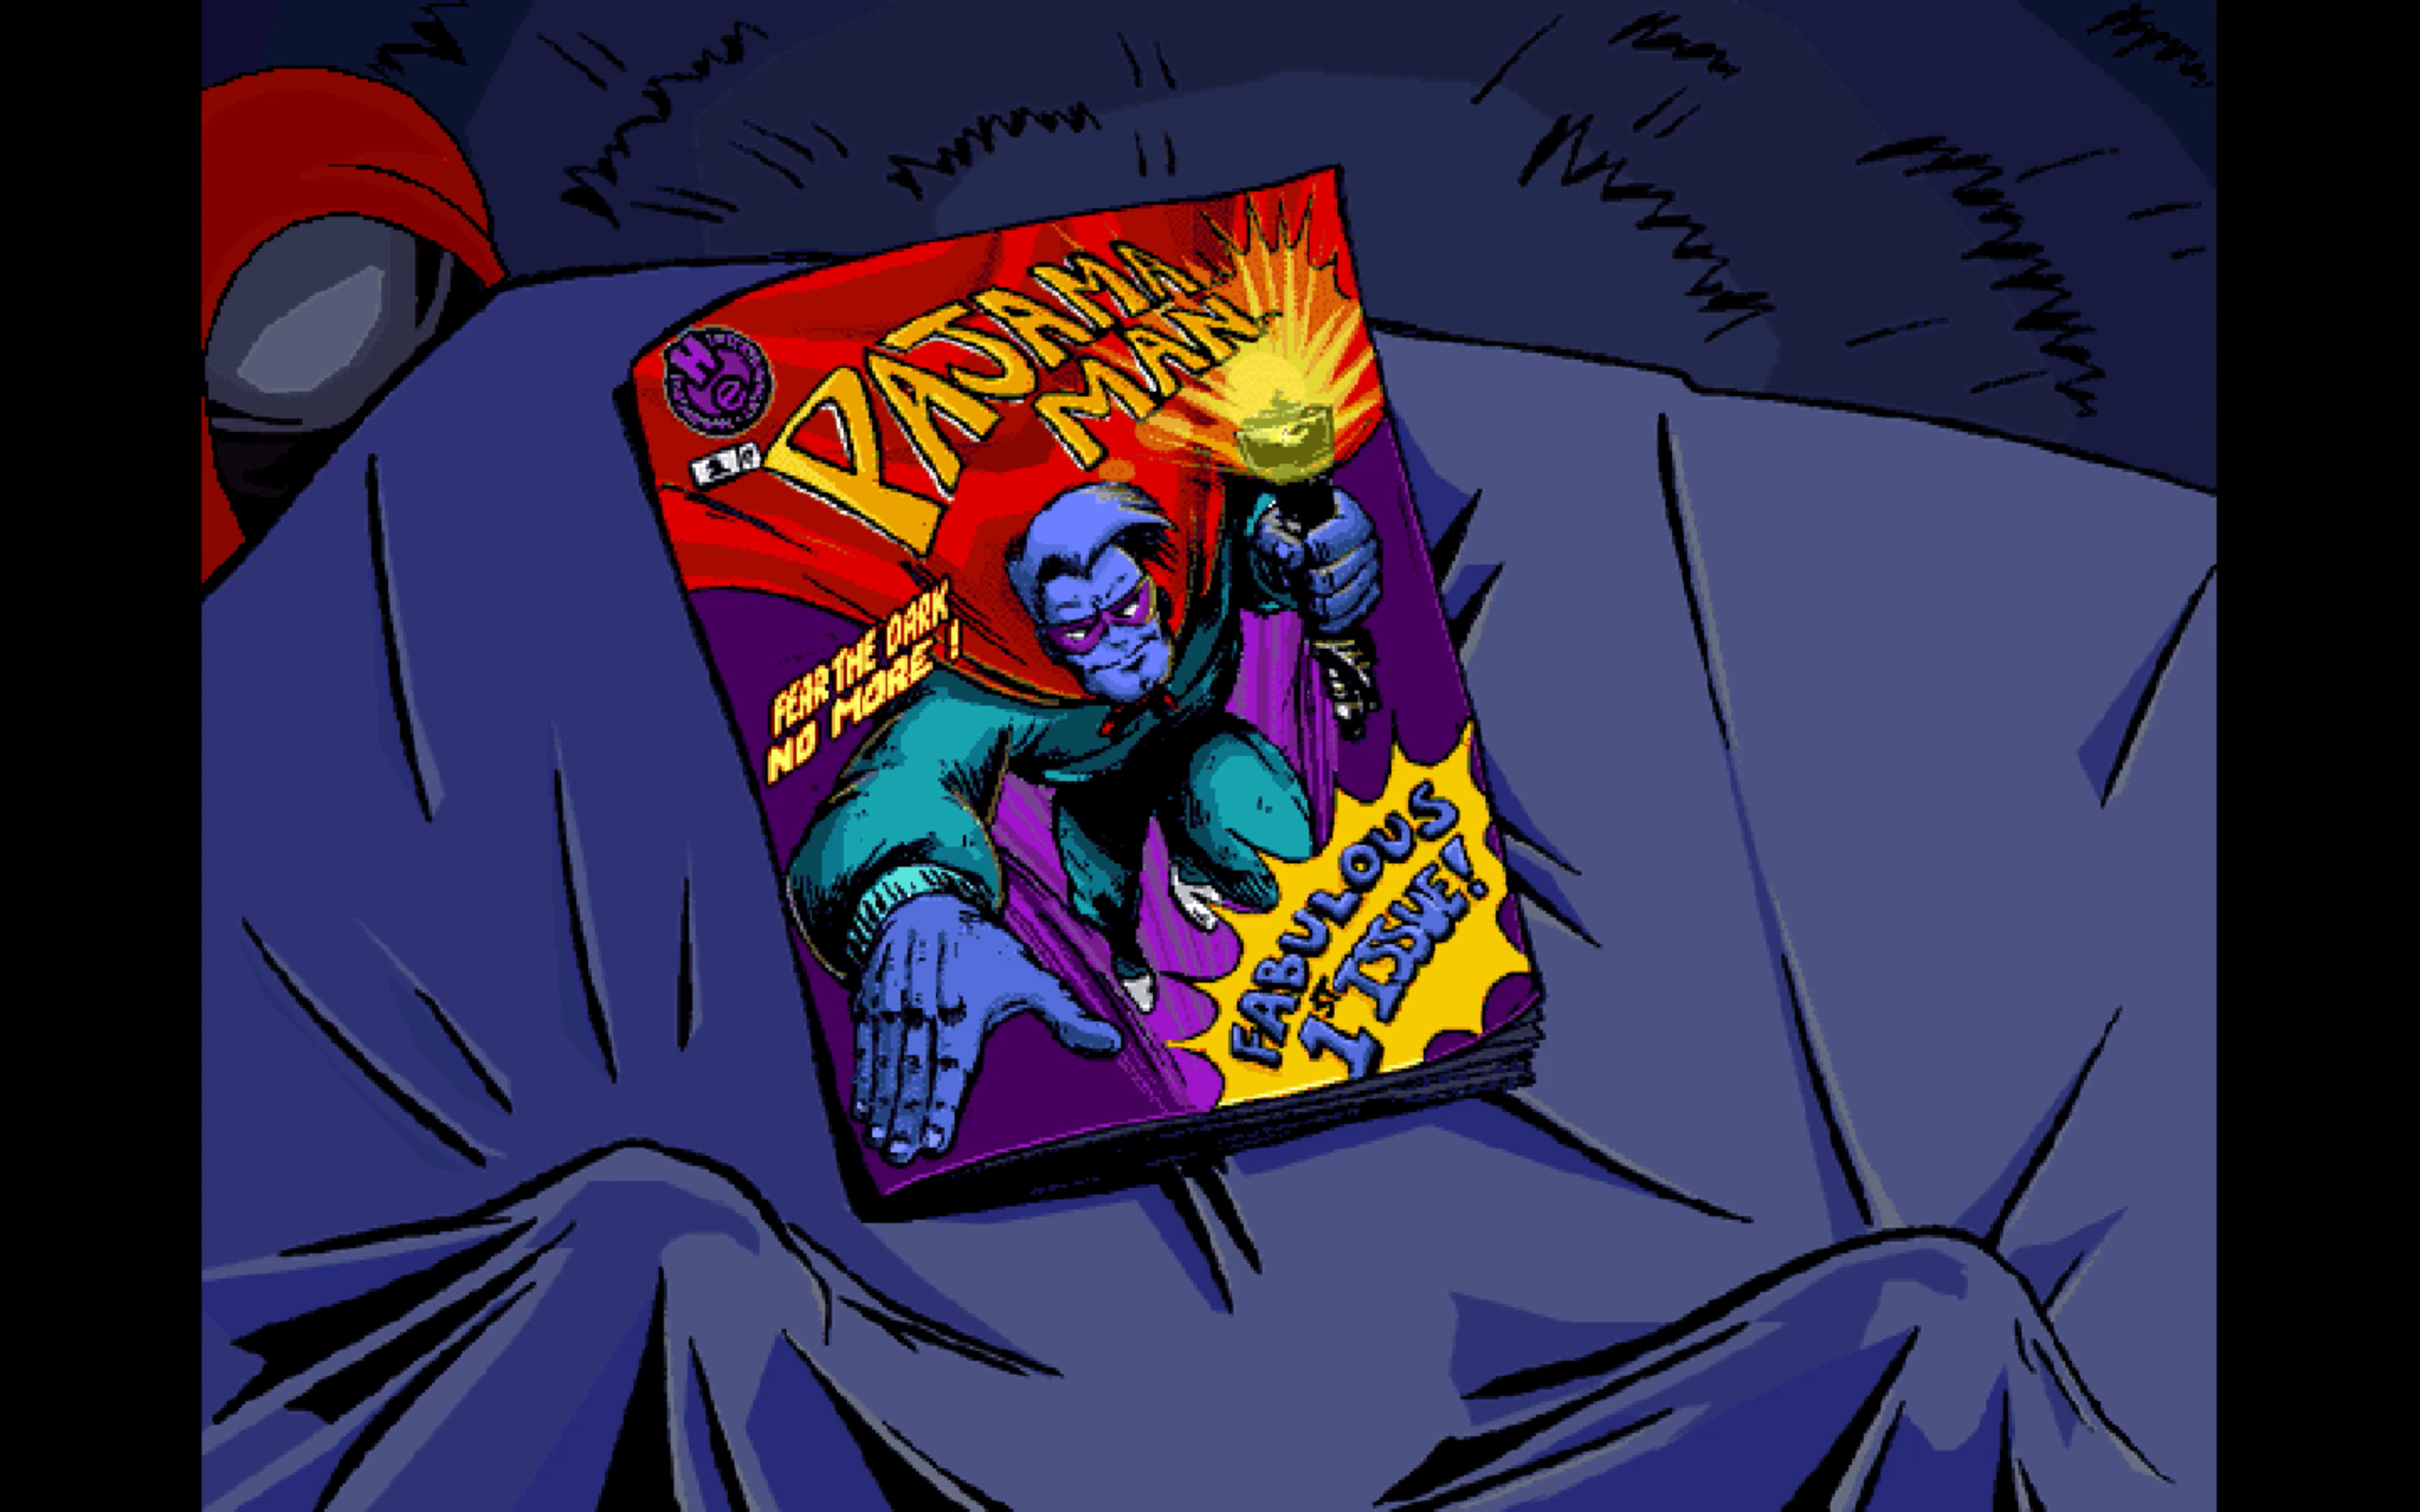 PAJAMA
MAN
FEAR THE DARK
NO MORE!
FABULOUS
1ST ISSUE!